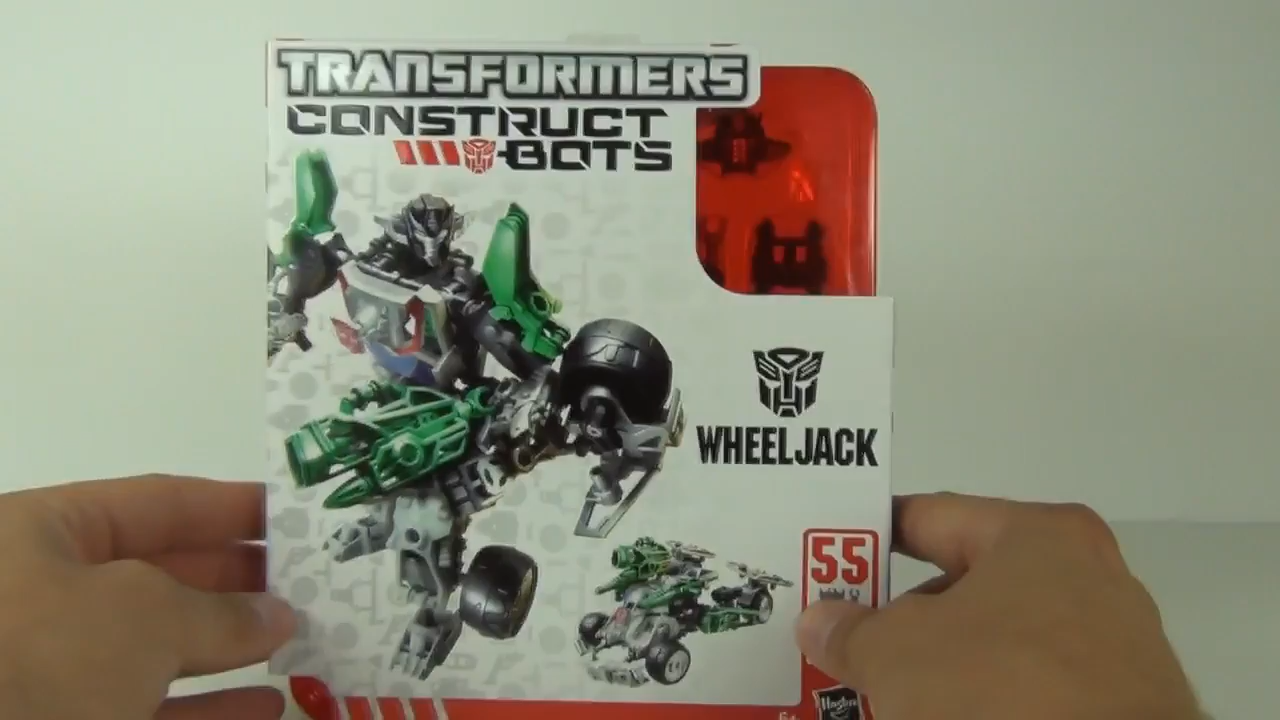 TRANSFORMERS
CONSTRUCT
BOTS
WHEELJACK
55
Hasbro